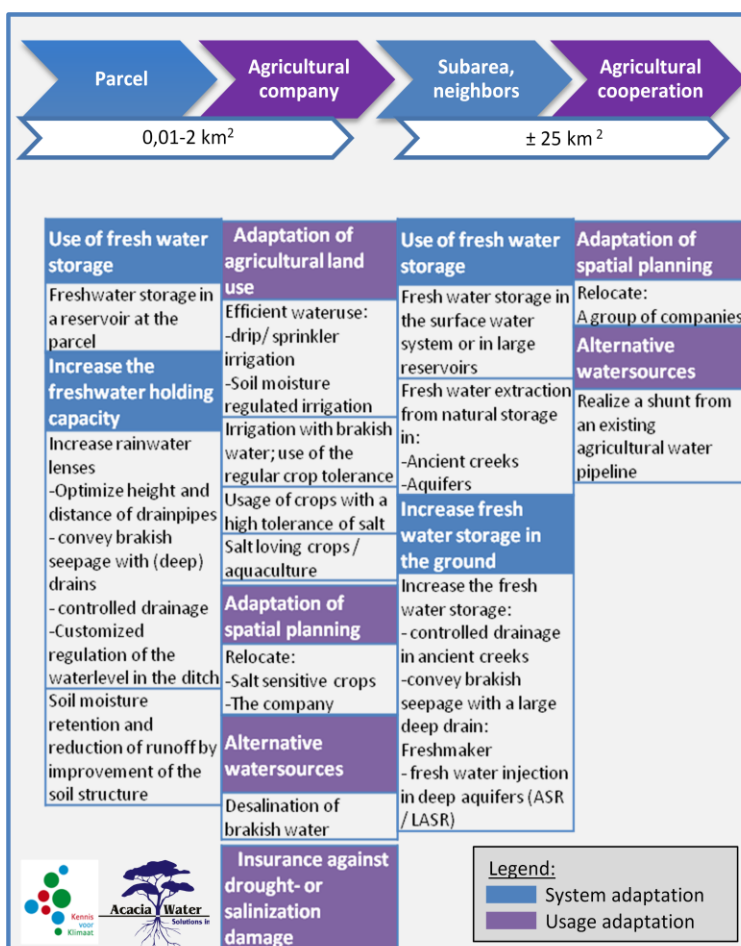 Parcel
Agricultural
company
Subarea,
neighbors
Agricultural
cooperation
0,01-2 km²
± 25 km ²
Use of fresh water
storage
Freshwater storage in
a reservoir at the
parcel
Increase the
freshwater holding
capacity
Increase rainwater
lenses
-Optimize height and
distance of drainpipes
- convey brakish
seepage with (deep)
drains
- controlled drainage
-Customized
regulation of the
waterlevel in the ditch
Soil moisture
retention and
reduction of runoff by
improvement of the
soil structure
Adaptation of
agricultural land
use
Efficient wateruse:
-drip/ sprinkler
irrigation
-Soil moisture
regulated irrigation
Irrigation with brakish
water; use of the
regular crop tolerance
Usage of crops with a
high tolerance of salt
Salt loving crops /
aquaculture
Adaptation of
spatial planning
Relocate:
-Salt sensitive crops
-The company
Alternative
watersources
Desalination of
brakish water
Insurance against
drought- or
salinization
damage
Use of fresh water
storage
Fresh water storage in
the surface water
system or in large
reservoirs
Fresh water extraction
from natural storage
in:
-Ancient creeks
-Aquifers
Increase fresh
water storage in
the ground
Increase the fresh
water storage:
- controlled drainage
in ancient creeks
-convey brakish
seepage with a large
deep drain:
Freshmaker
- fresh water injection
in deep aquifers (ASR
/ LASR)
Adaptation of
spatial planning
Relocate:
A group of companies
Alternative
watersources
Realize a shunt from
an existing
agricultural water
pipeline
Kennis
voor
Klimaat
Acacia Water
Solutions in
Legend:
System adaptation
Usage adaptation